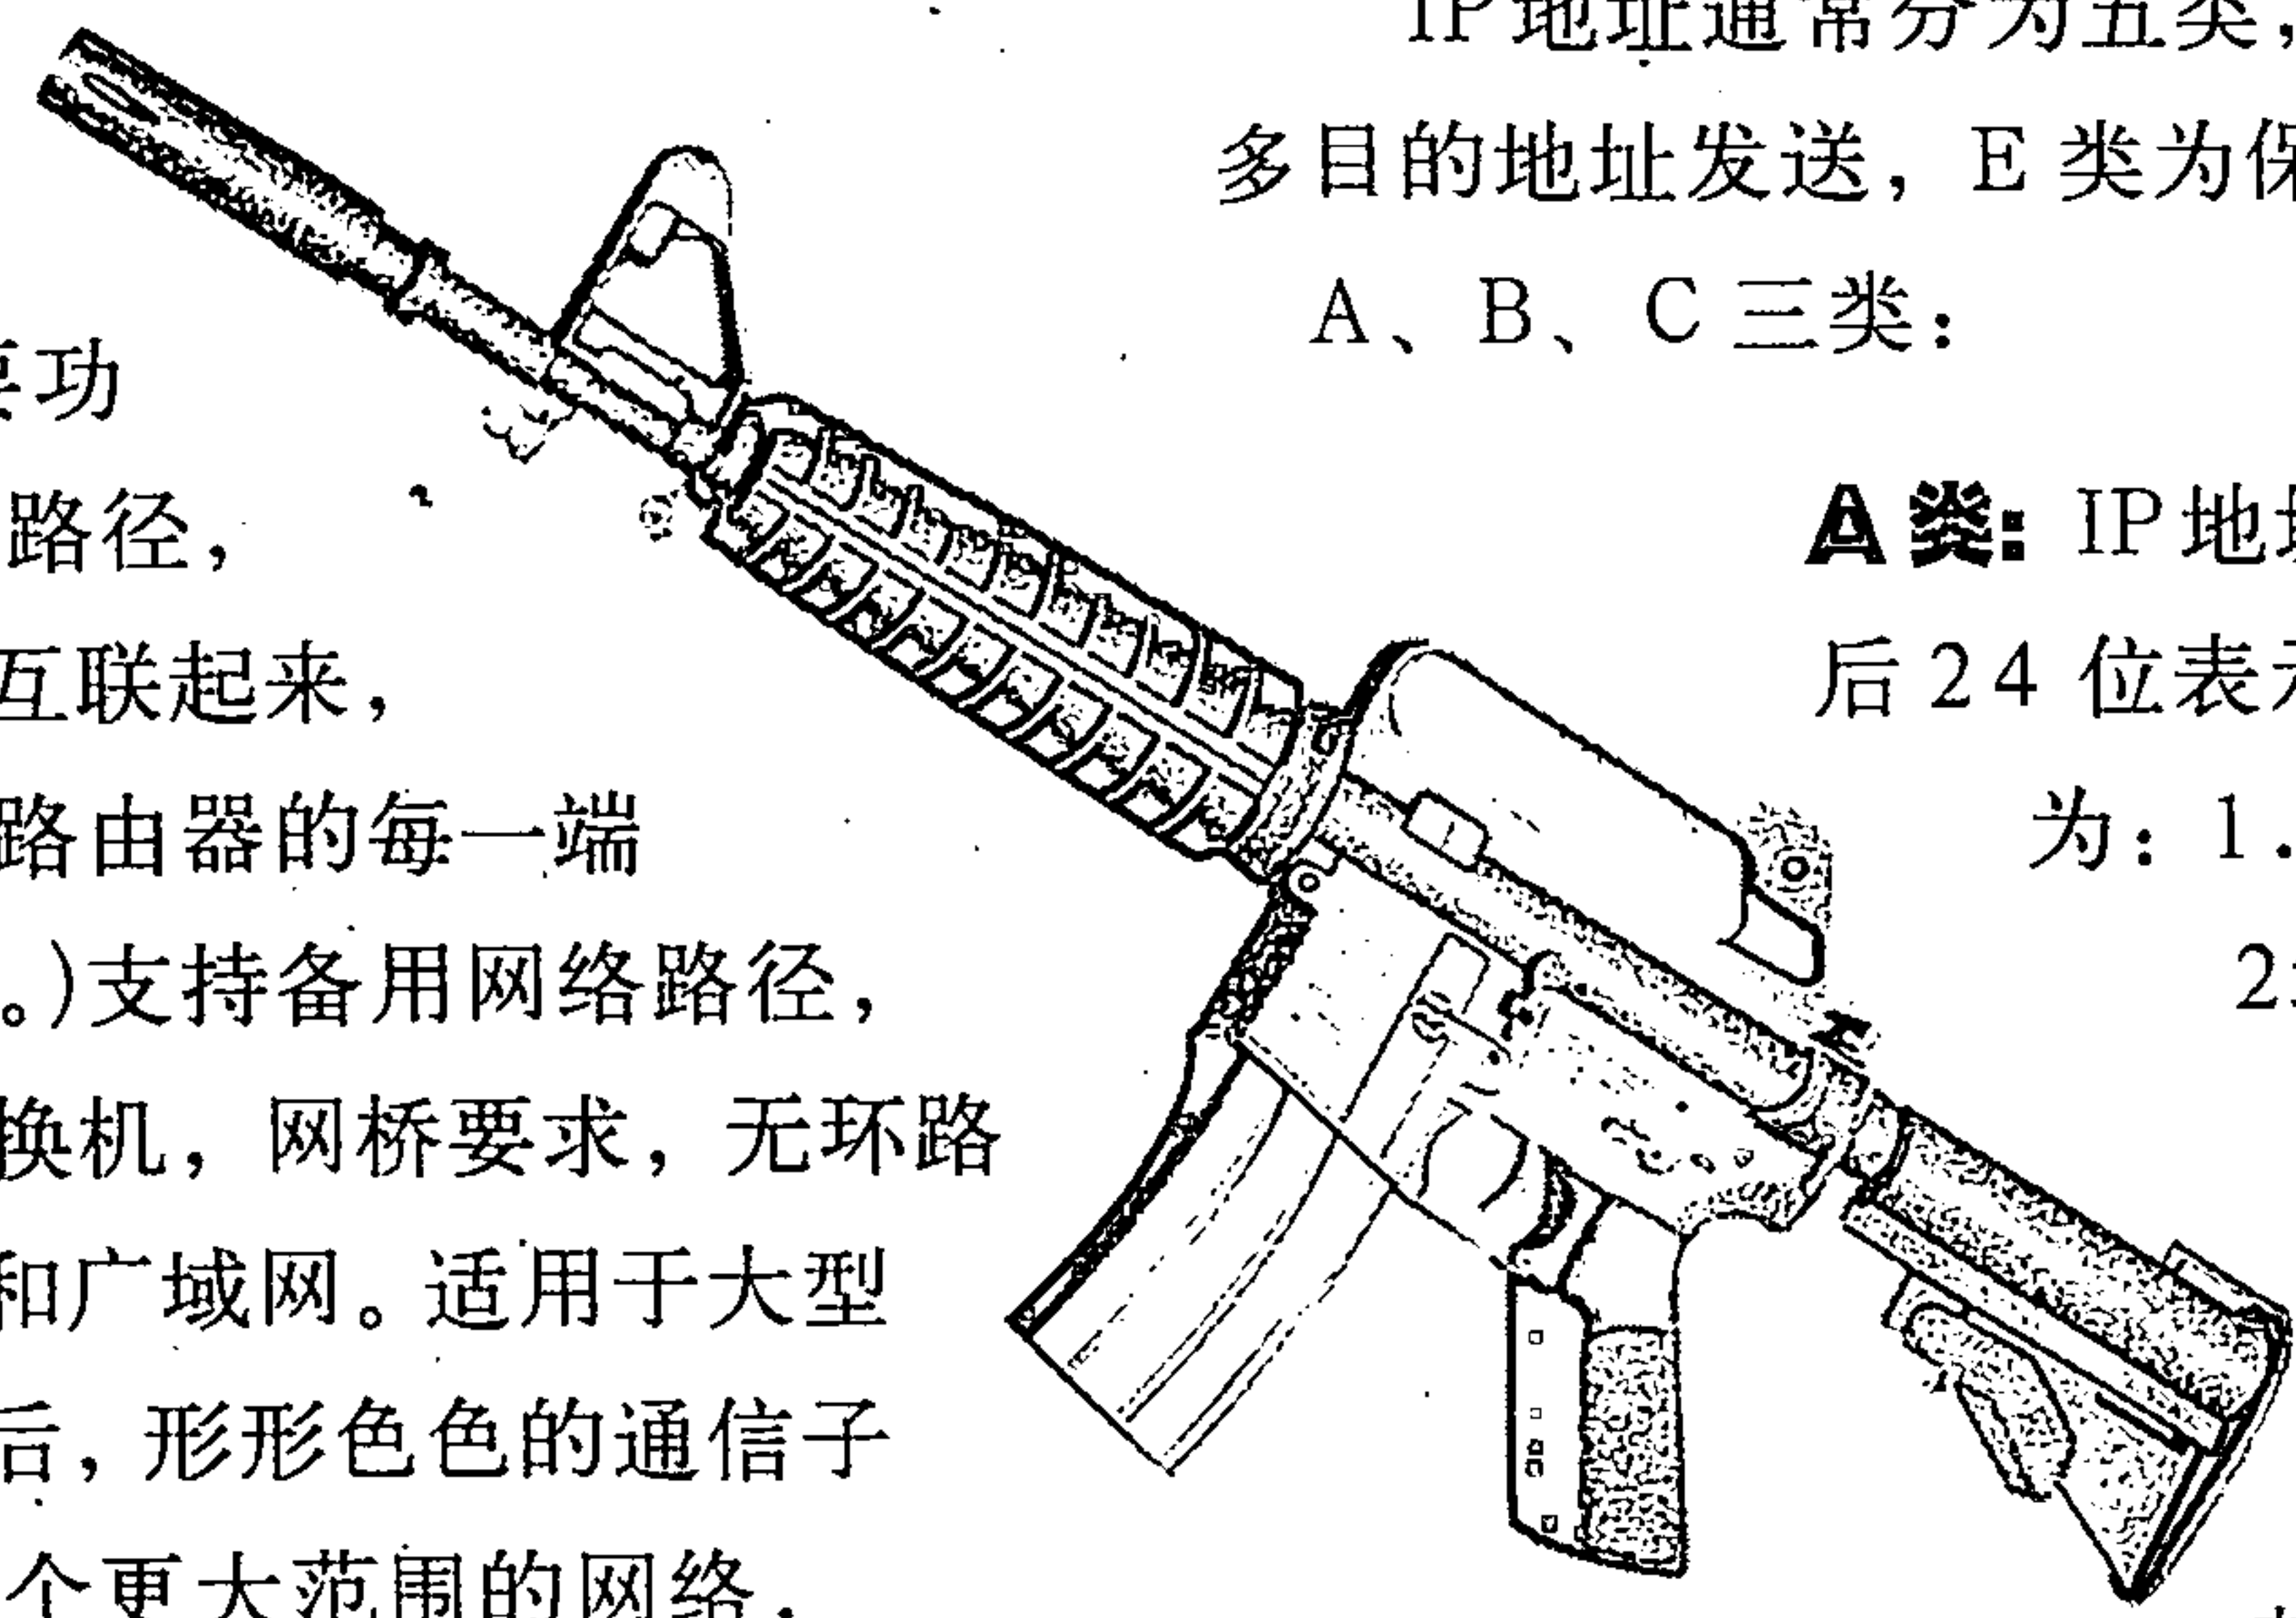 要功
路径，
互联起来，
路由器的每一端
。)支持备用网络路径，
换机，网桥要求，无环路
和广域网。适用于大型
后，形形色色的通信子
个更大范围的网络，
IP地址通常分为五类，
多目的地址发送，E 类为保
A、B、C 三类：
A类: IP地址
后24 位表示
为：1.